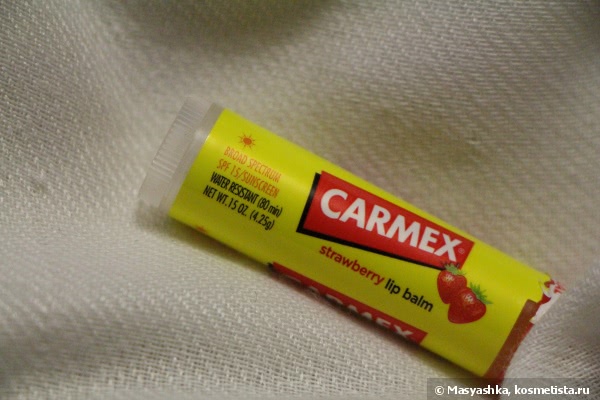 BROAD SPECTRUM
SPF 15/SUNSCREEN
WATER RESISTANT (80 min)
NET WT .15 OZ. (4.25g)
CARMEX®
strawberry lip balm
CARMEX
© Masyashka, kosmetista.ru